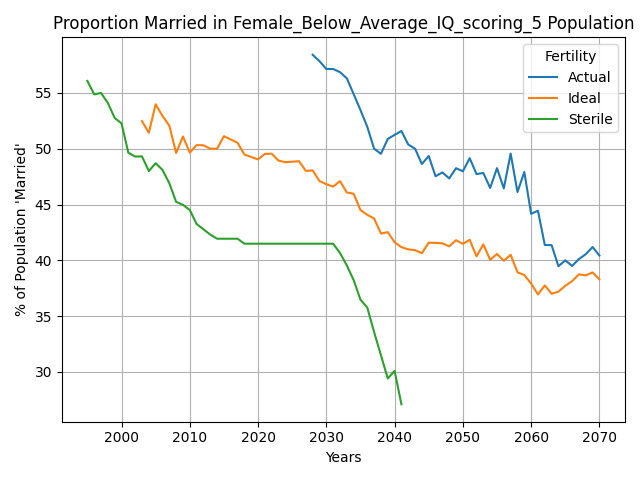 Proportion Married in Female_Below_Average_IQ_scoring_5 Population
Fertility
Actual
Ideal
Sterile
% of Population 'Married'
55
50
45
40
35
30
2000 2010 2020 2030 2040 2050 2060 2070
Years